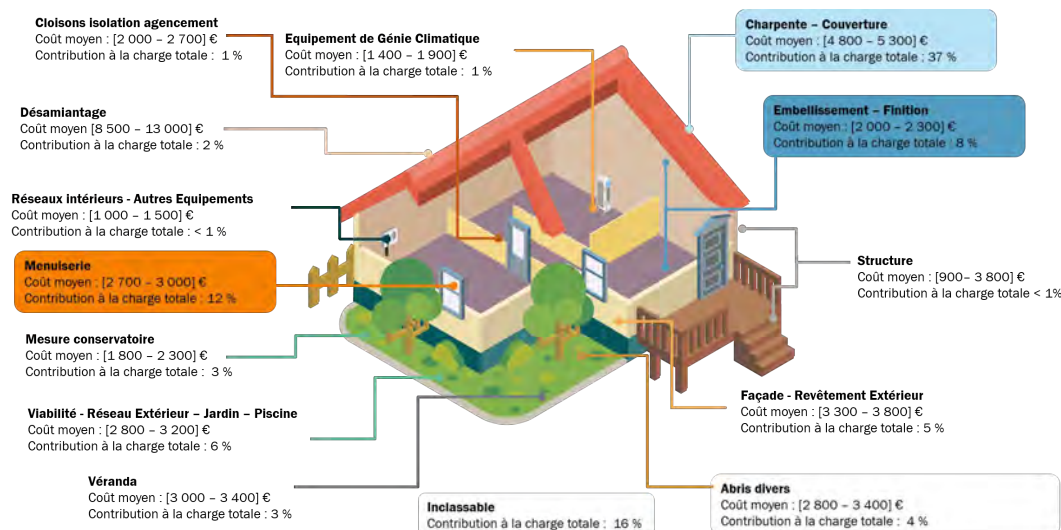 Cloisons isolation agencement
Coût moyen : [2 000 – 2 700] €
Contribution à la charge totale : 1 %
Equipement de Génie Climatique
Coût moyen : [1 400 – 1 900] €
Contribution à la charge totale : 1 %
Charpente – Couverture
Coût moyen : [4 800 – 5 300] €
Contribution à la charge totale : 37 %
Désamiantage
Coût moyen [8 500 – 13 000] €
Contribution à la charge totale : 2 %
Embellissement – Finition
Coût moyen : [2 000 – 2 300] €
Contribution à la charge totale : 8 %
Réseaux intérieurs - Autres Equipements
Coût moyen : [1 000 – 1 500] €
Contribution à la charge totale : < 1 %
Menuiserie
Coût moyen : [2 700 – 3 000] €
Contribution à la charge totale : 12 %
Structure
Coût moyen : [900– 3 800] €
Contribution à la charge totale < 1%
Mesure conservatoire
Coût moyen : [1 800 – 2 300] €
Contribution à la charge totale : 3 %
Façade - Revêtement Extérieur
Coût moyen : [3 300 – 3 800] €
Contribution à la charge totale : 5 %
Viabilité - Réseau Extérieur – Jardin – Piscine
Coût moyen : [2 800 – 3 200] €
Contribution à la charge totale : 6 %
Véranda
Coût moyen : [3 000 – 3 400] €
Contribution à la charge totale : 3 %
Inclassable
Contribution à la charge totale : 16 %
Abris divers
Coût moyen : [2 800 – 3 400] €
Contribution à la charge totale : 4 %